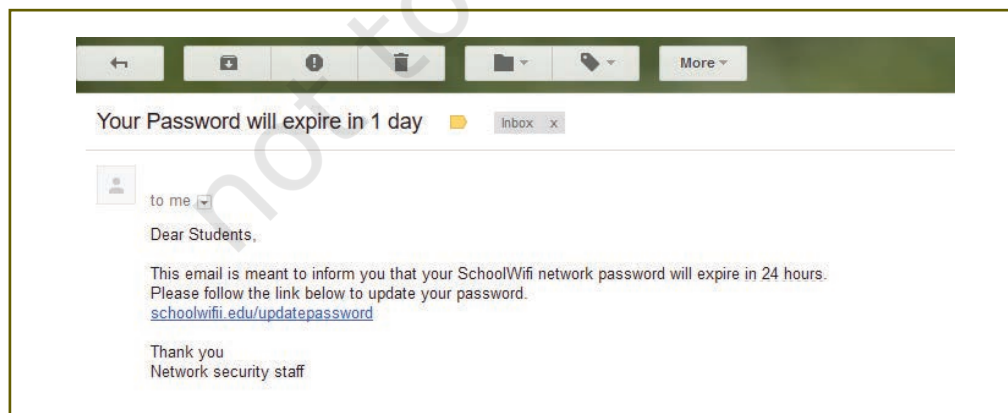 not to
More
Your Password will expire in 1 day
Inbox x
to me
Dear Students,
This email is meant to inform you that your SchoolWifi network password will expire in 24 hours.
Please follow the link below to update your password.
schoolwifii.edu/updatepassword
Thank you
Network security staff